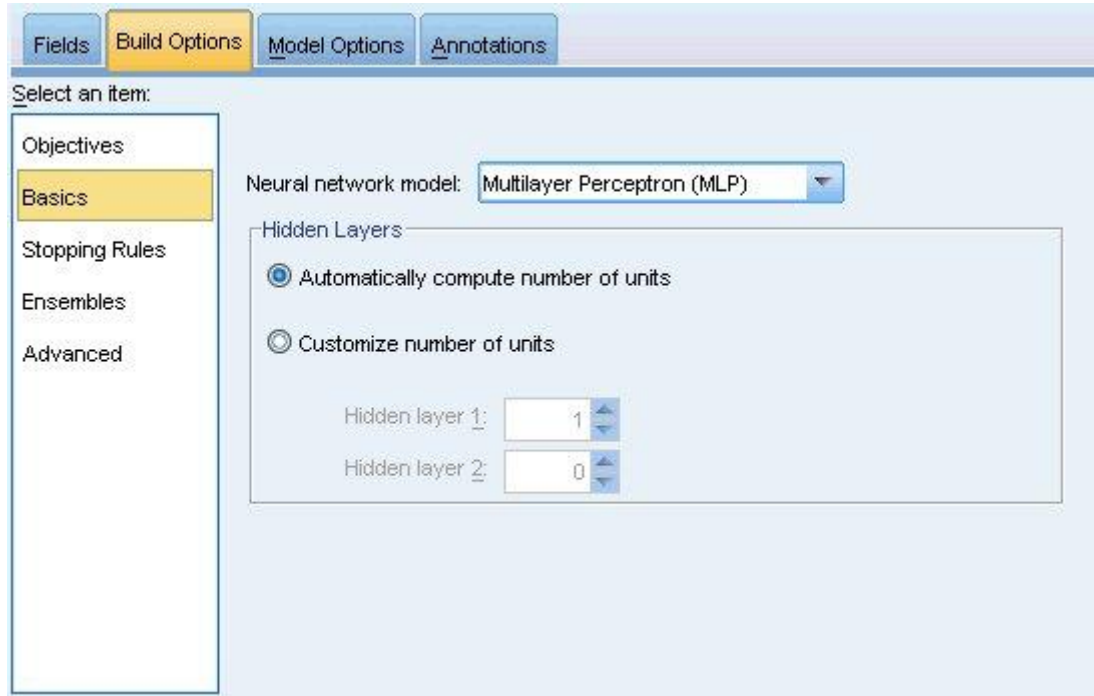 Fields Build Options Model Options Annotations
Select an item:
Objectives
Basics
Stopping Rules
Ensembles
Advanced
Neural network model: Multilayer Perceptron (MLP)
Hidden Layers
Automatically compute number of units
Customize number of units
Hidden layer 1: 1
Hidden layer 2: 0